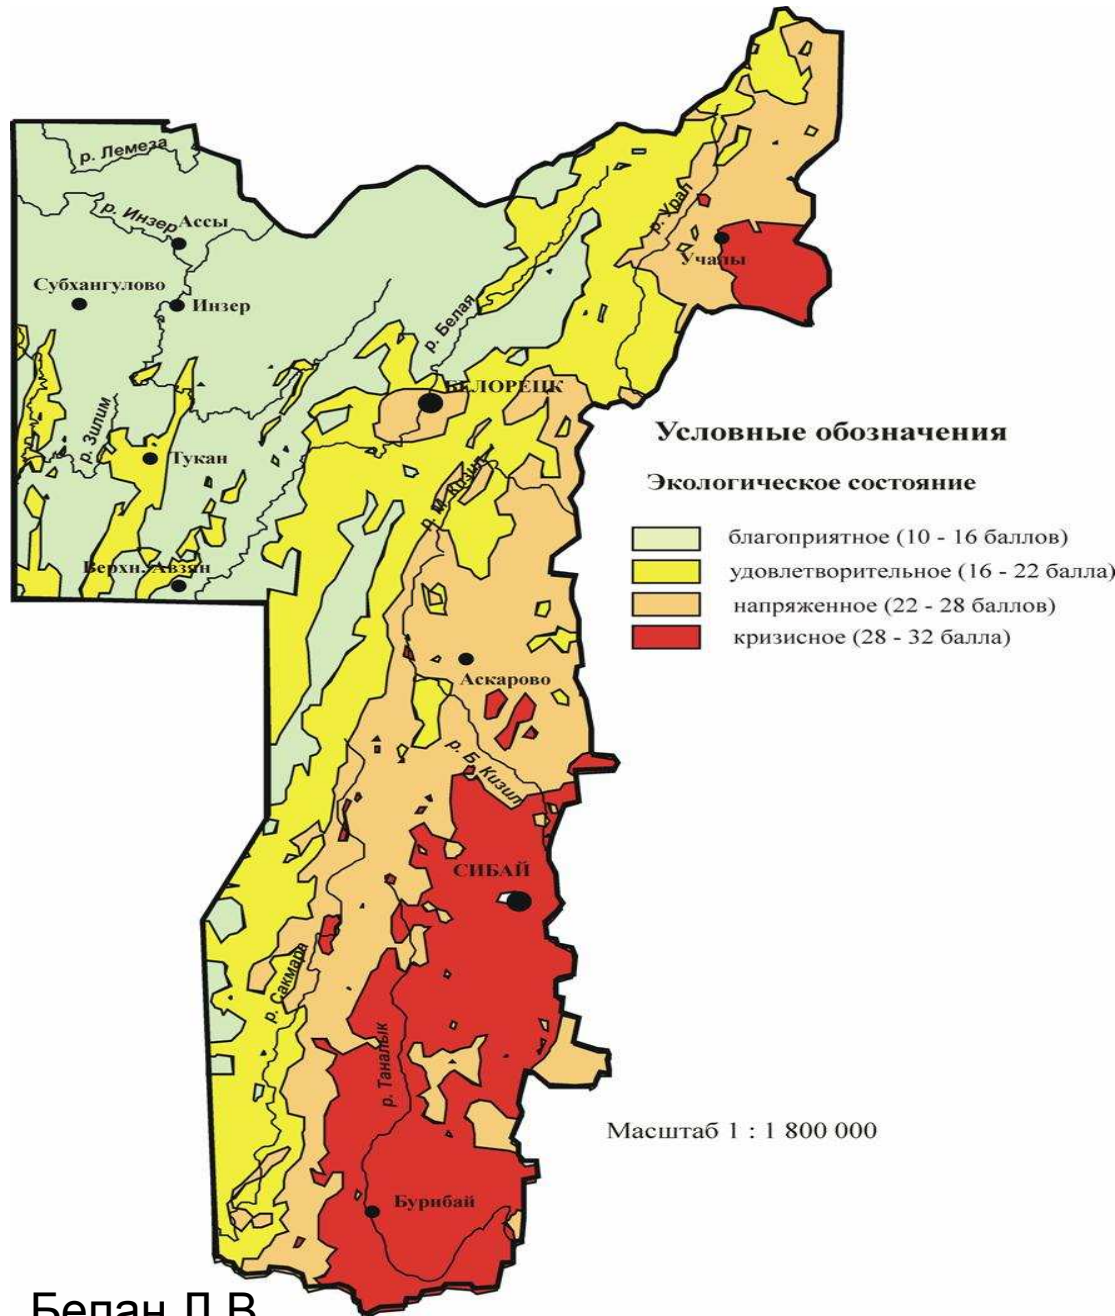 р. Лемеза
р. Инзер
Ассы
р. Урал
Учалы
Субхангулово
Инзер
р. Белая
БЕЛОРЕЦК
Условные обозначения
р. Зилим
Тукан
Экологическое состояние
р. М. Кизил
благоприятное (10 - 16 баллов)
удовлетворительное (16 - 22 балла)
Верхн. Авзян
напряженное (22 - 28 баллов)
кризисное (28 - 32 балла)
Аскарово
р. Б. Кизил
СИБАЙ
р. Сакмара
р. Таналык
Масштаб 1 : 1 800 000
Бурибай
Белан Л.В.